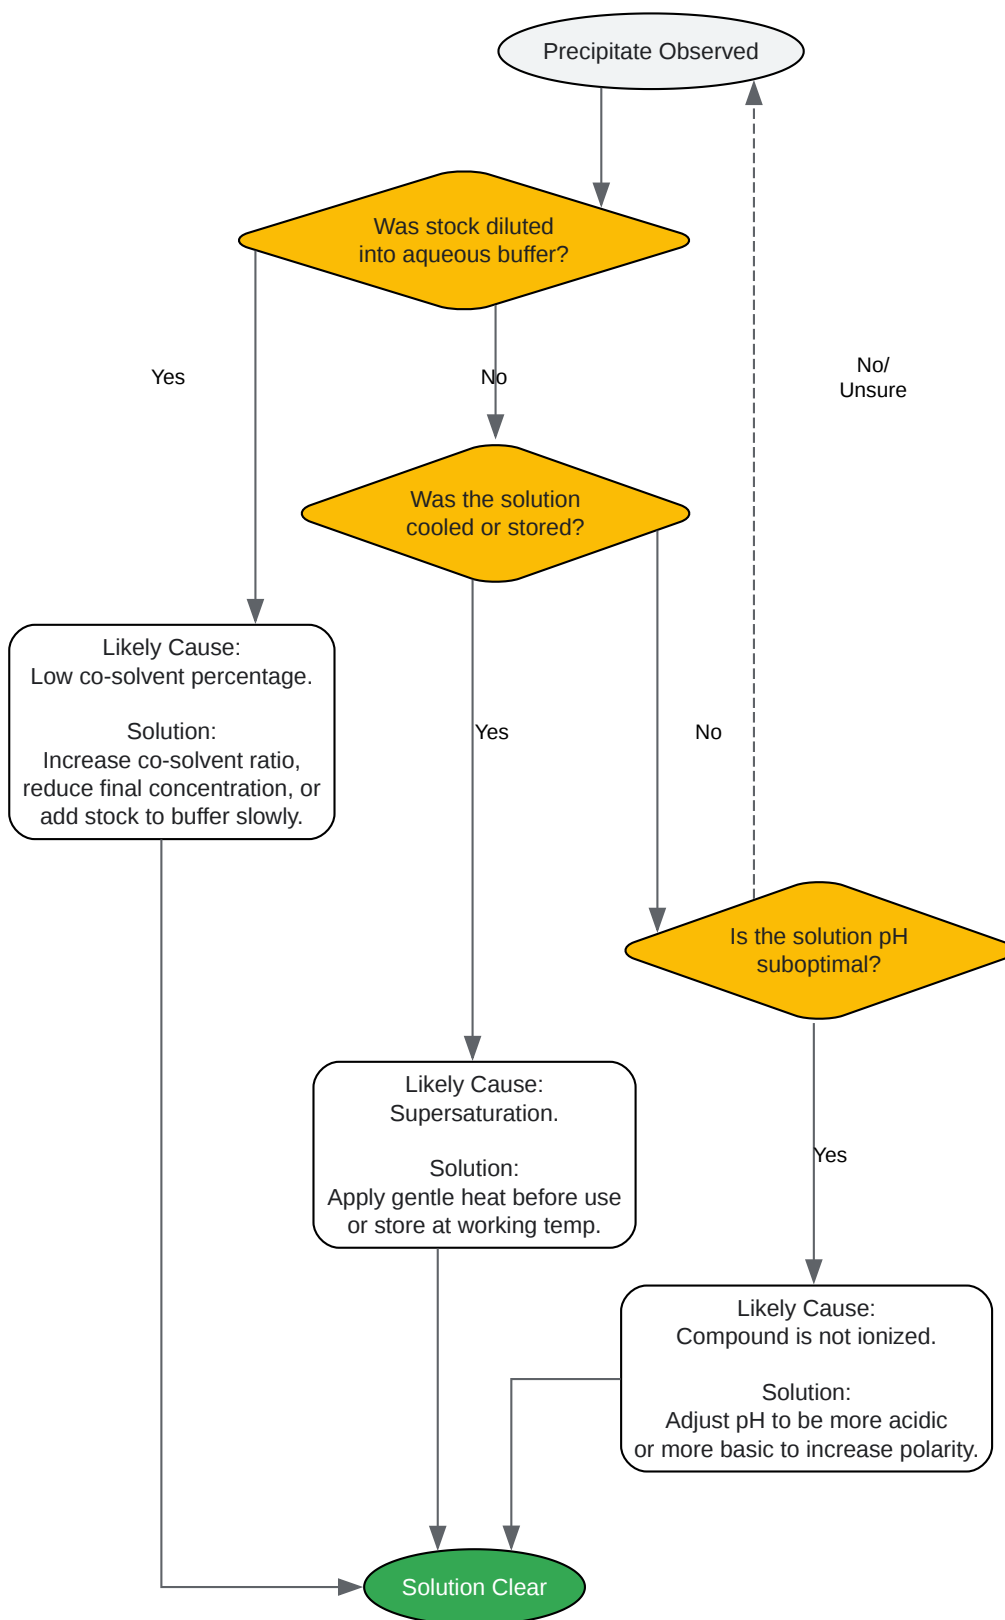 Precipitate Observed
Was stock diluted
into aqueous buffer?
Yes
No
No/
Unsure
Was the solution
cooled or stored?
Likely Cause:
Low co-solvent percentage.
Solution:
Increase co-solvent ratio,
reduce final concentration, or
add stock to buffer slowly.
Yes
No
Is the solution pH
suboptimal?
Likely Cause:
Supersaturation.
Solution:
Apply gentle heat before use
or store at working temp.
Yes
Likely Cause:
Compound is not ionized.
Solution:
Adjust pH to be more acidic
or more basic to increase polarity.
Solution Clear